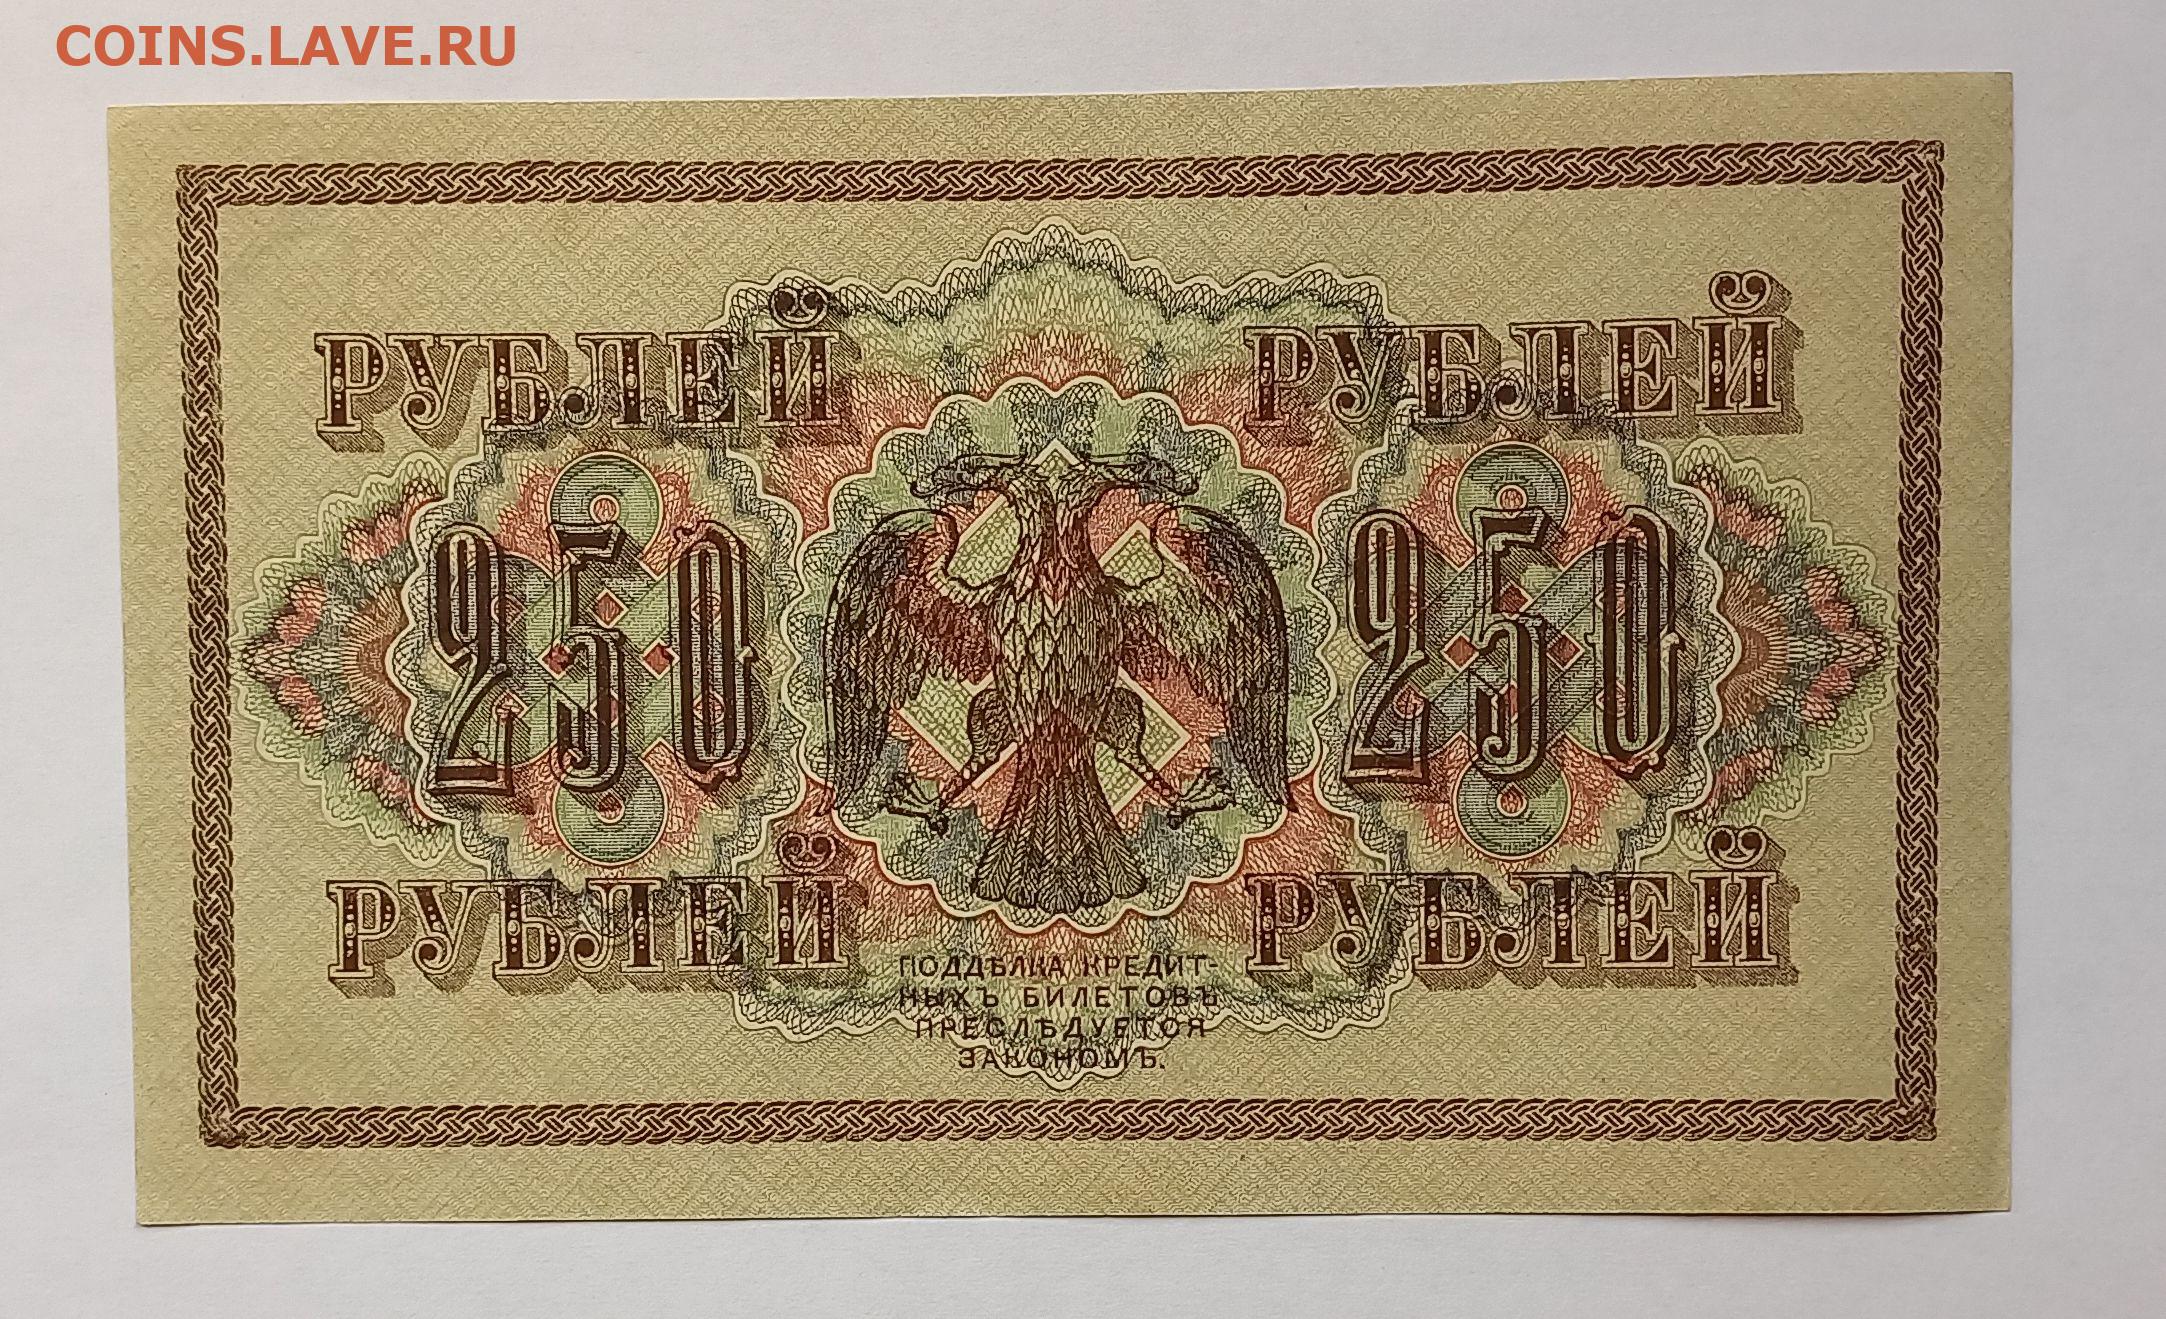 COINS.LAVE.RU
РУБЛЕЙ РУБЛЕЙ
250 250
РУБЛЕЙ РУБЛЕЙ
ПОДДѢЛКА КРЕДИТ-
НЫХЪ БИЛЕТОВЪ
ПРЕСЛѢДУЕТСЯ
ЗАКОНОМЪ.